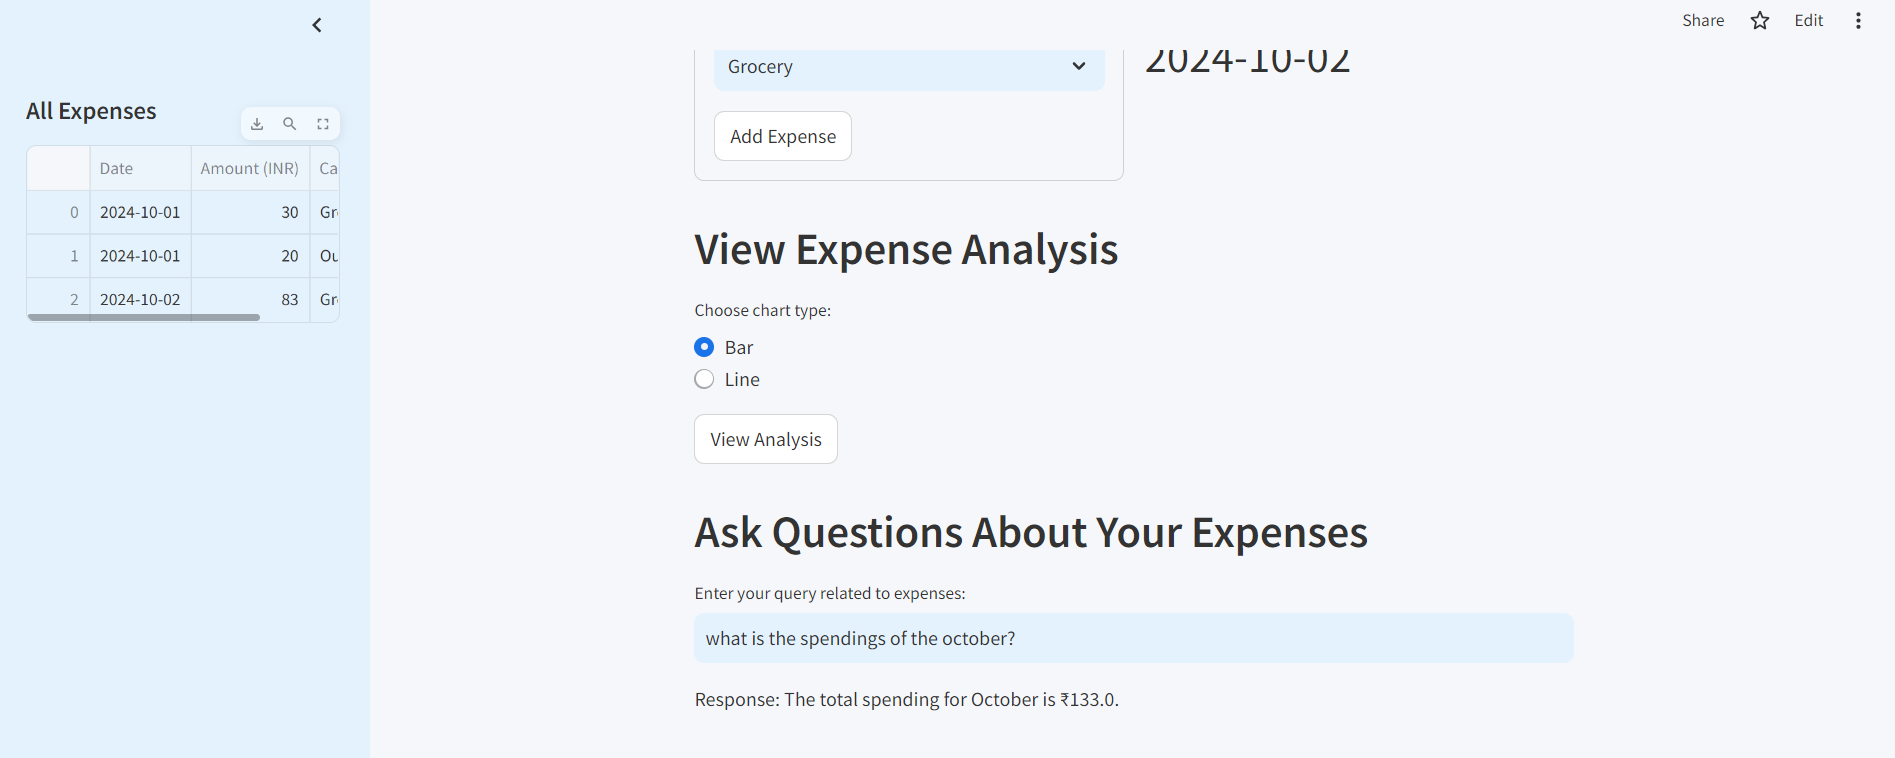 Share Edit
All Expenses
Date Amount (INR) Ca
0 2024-10-01 30 Gr
1 2024-10-01 20 Ou
2 2024-10-02 83 Gr
Grocery
2024-10-02
Add Expense
View Expense Analysis
Choose chart type:
Bar
Line
View Analysis
Ask Questions About Your Expenses
Enter your query related to expenses:
what is the spendings of the october?
Response: The total spending for October is ₹133.0.